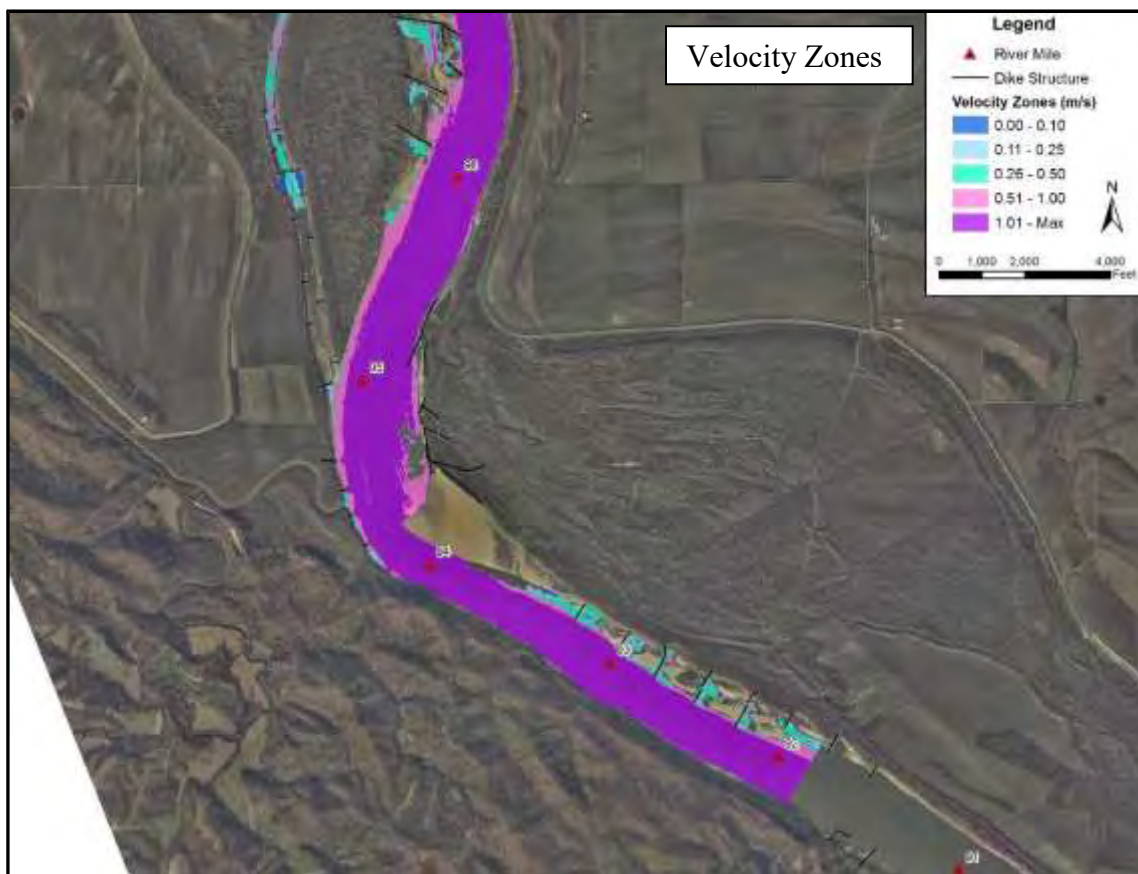 Velocity Zones
Legend
River Mile
Dike Structure
Velocity Zones (m/s)
0.00 - 0.10
0.11 - 0.25
0.26 - 0.50
0.51 - 1.00
1.01 - Max
N
0 1,000 2,000 4,000
Feet